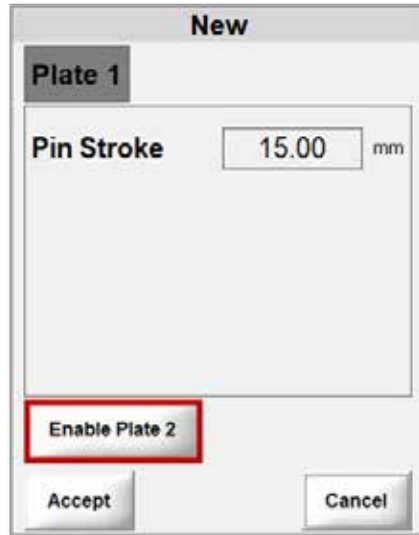 New
Plate 1
Pin Stroke 15.00 mm
Enable Plate 2
Accept Cancel